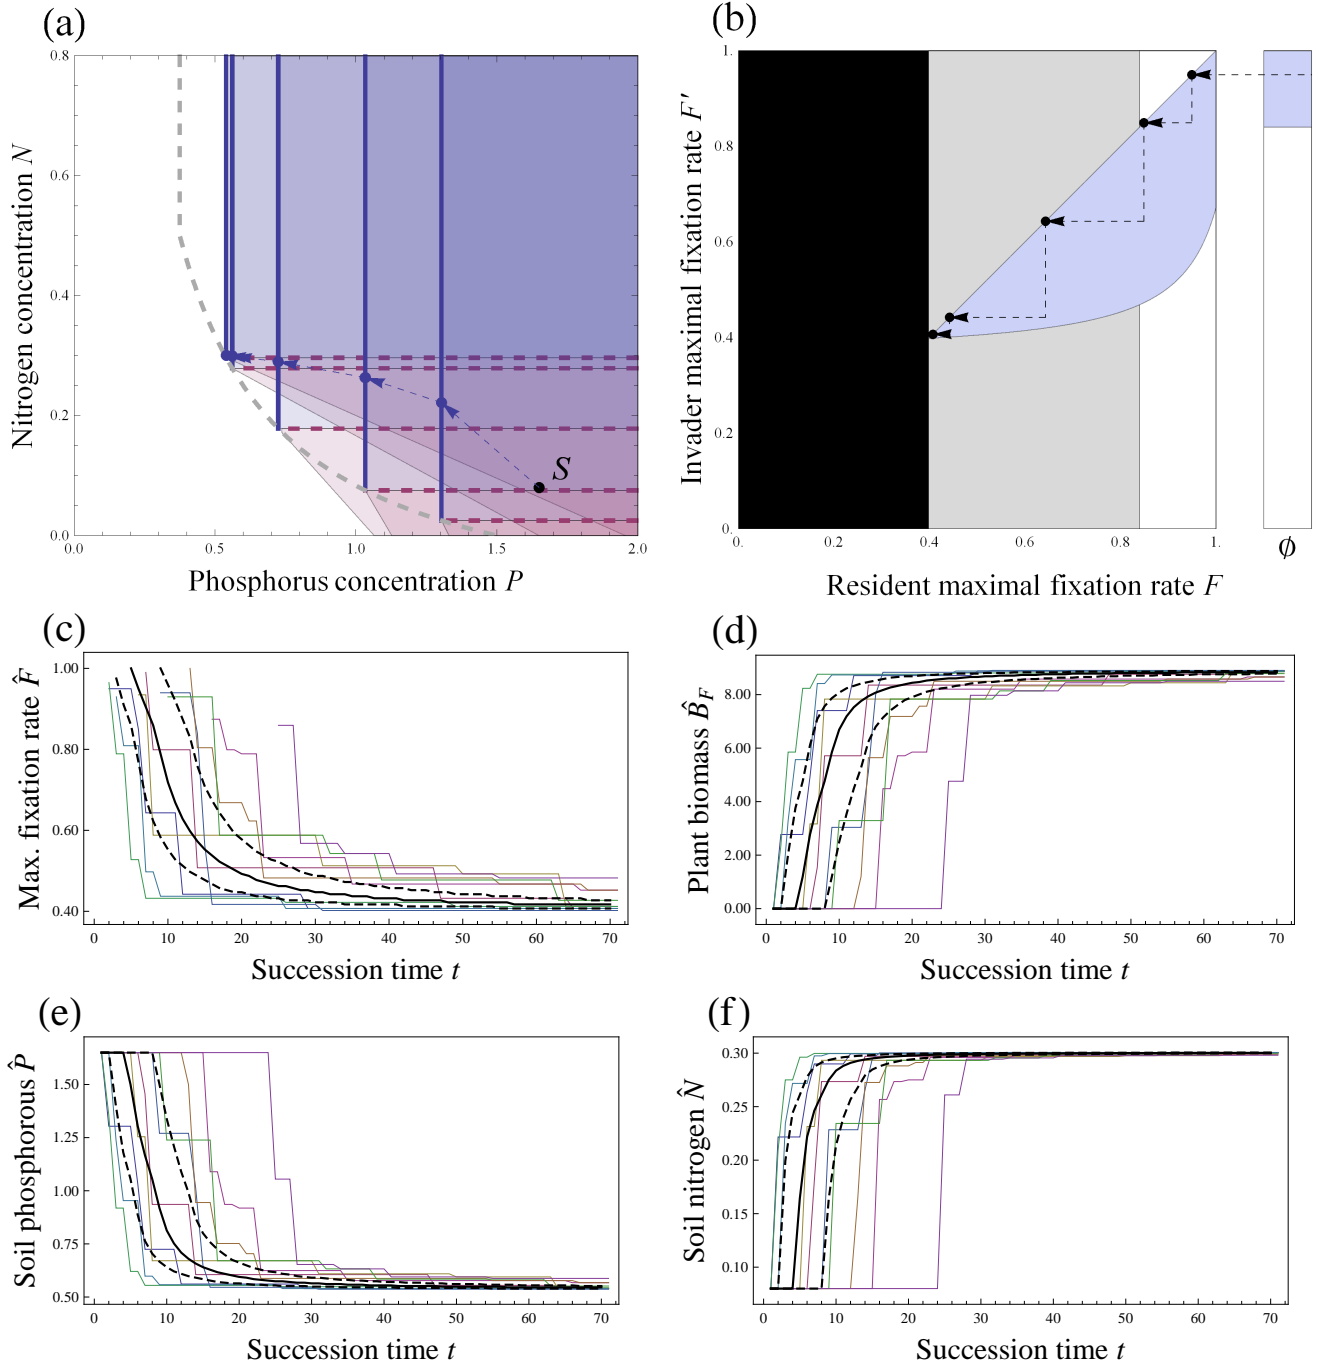 (a)
Nitrogen concentration N
0.8
0.6
0.4
0.2
0.0
S
0.0 0.5 1.0 1.5 2.0
Phosphorus concentration P
(b)
Invader maximal fixation rate F'
1.
0.8
0.6
0.4
0.2
0.
0. 0.2 0.4 0.6 0.8 1.
ϕ
Resident maximal fixation rate F
(c)
Max. fixation rate F̂
1.00
0.80
0.60
0.40
0 10 20 30 40 50 60 70
Succession time t
(d)
Plant biomass B̂F
8.00
6.00
4.00
2.00
0.00
0 10 20 30 40 50 60 70
Succession time t
(e)
Soil phosphorous P̂
1.50
1.25
1.00
0.75
0.50
0 10 20 30 40 50 60 70
Succession time t
(f)
Soil nitrogen N̂
0.30
0.25
0.20
0.15
0.10
0 10 20 30 40 50 60 70
Succession time t